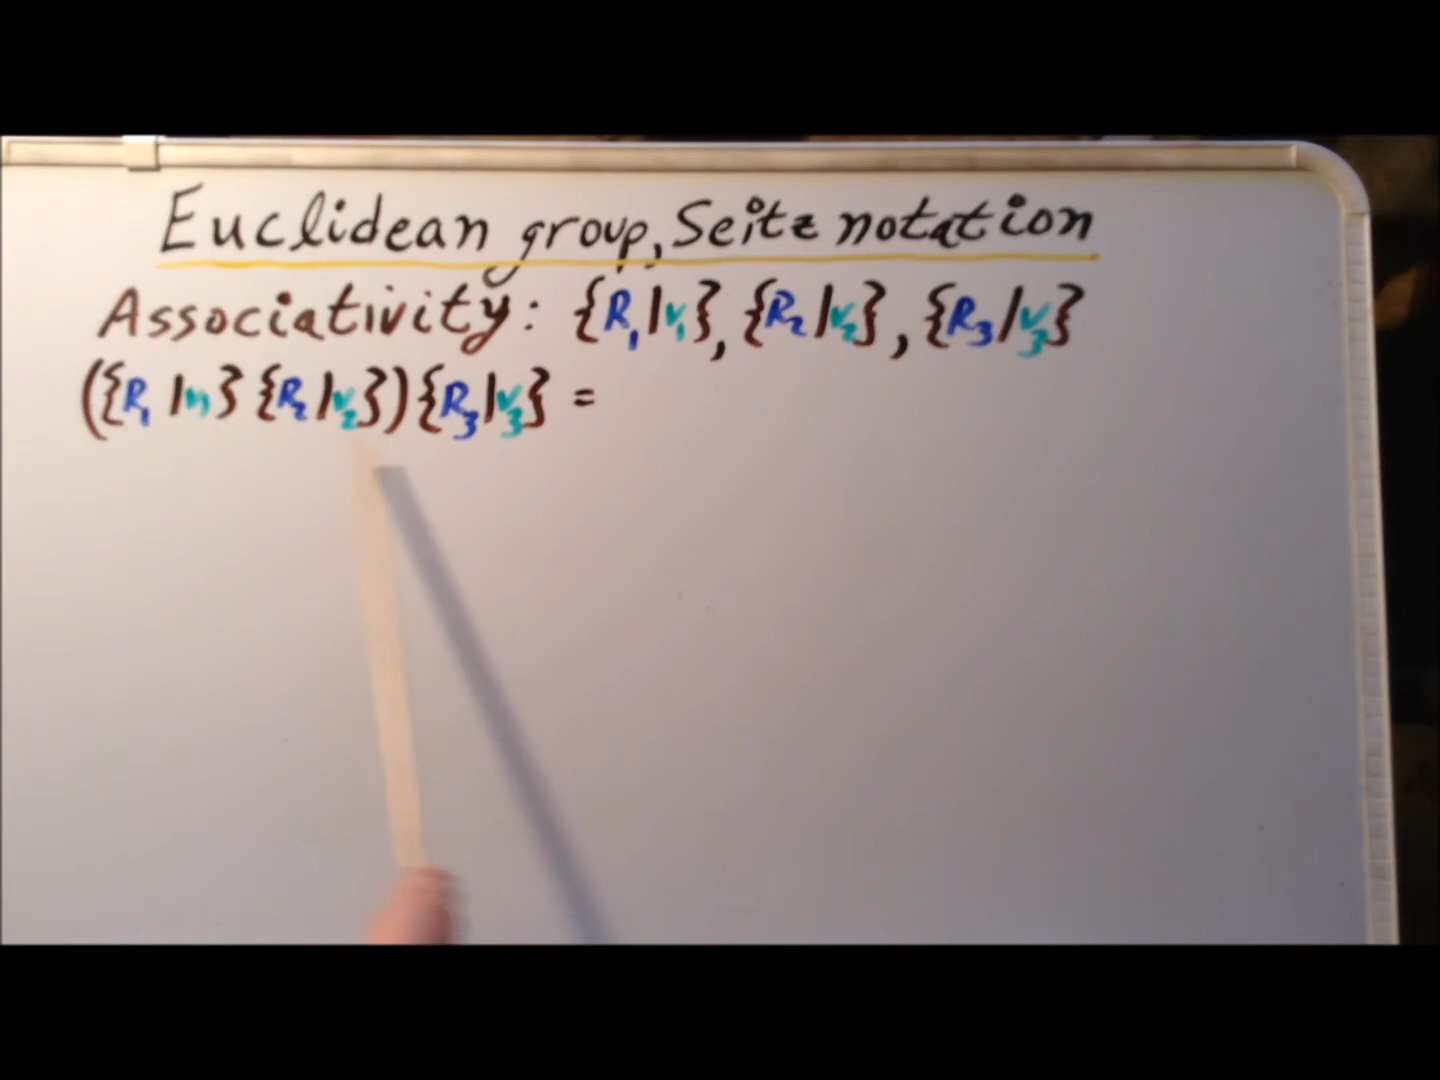 Euclidean group, Seitz notation
Associativity: {R₁|v₁}, {R₂|v₂}, {R₃|v₃}
({R₁|v₁}{R₂|v₂}){R₃|v₃} =